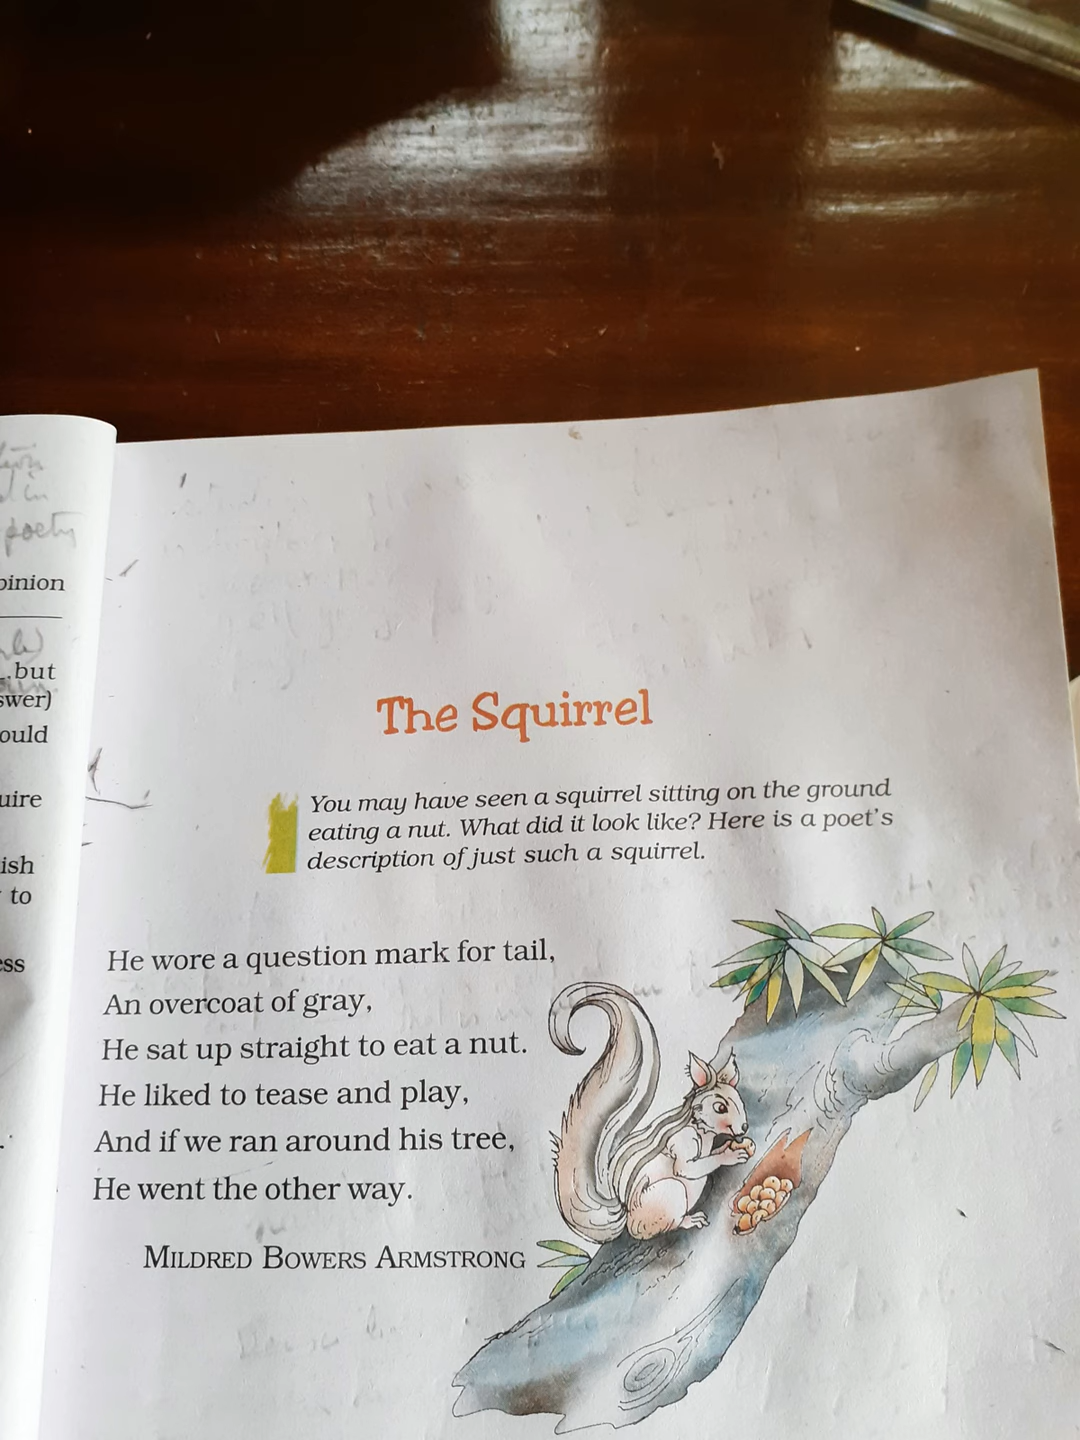 poetry
pinion
but
swer)
ould
uire
ish
to
ess
The Squirrel
You may have seen a squirrel sitting on the ground
eating a nut. What did it look like? Here is a poet's
description of just such a squirrel.
He wore a question mark for tail,
An overcoat of gray,
He sat up straight to eat a nut.
He liked to tease and play,
And if we ran around his tree,
He went the other way.
MILDRED BOWERS ARMSTRONG